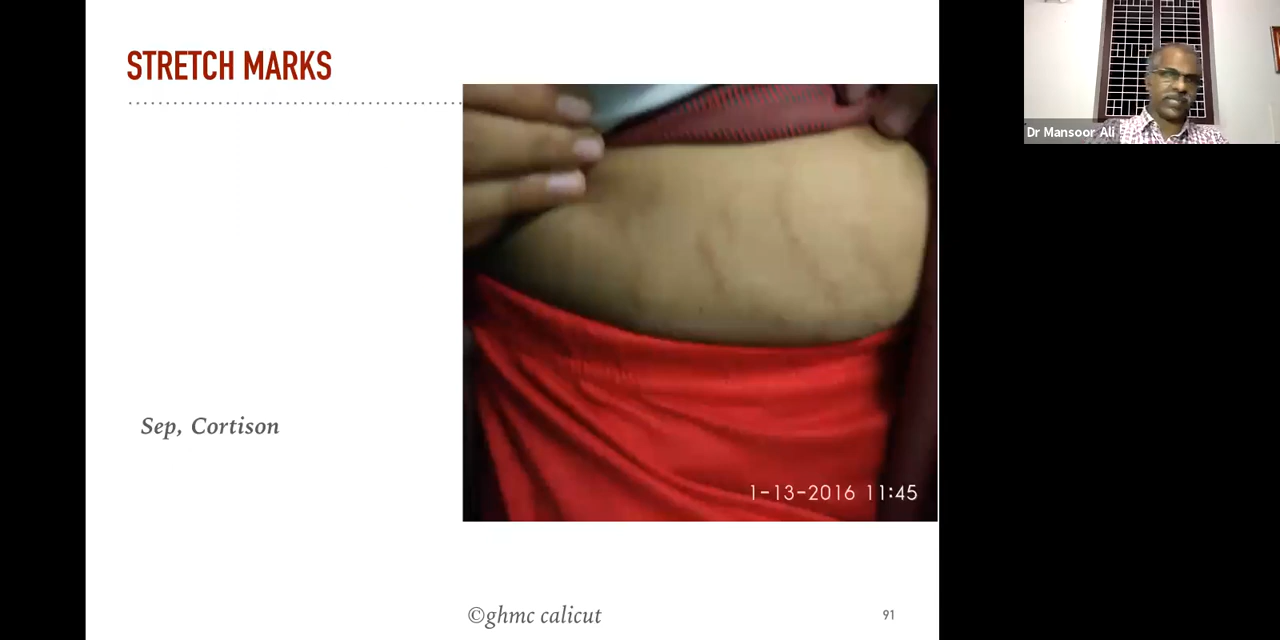 STRETCH MARKS
Dr Mansoor Ali
Sep, Cortison
1-13-2016 11:45
©ghmc calicut
91